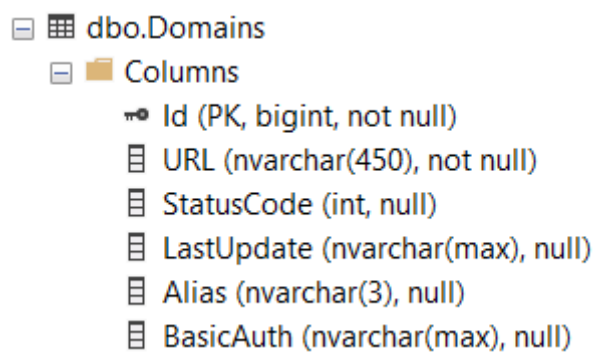 dbo.Domains
Columns
Id (PK, bigint, not null)
URL (nvarchar(450), not null)
StatusCode (int, null)
LastUpdate (nvarchar(max), null)
Alias (nvarchar(3), null)
BasicAuth (nvarchar(max), null)